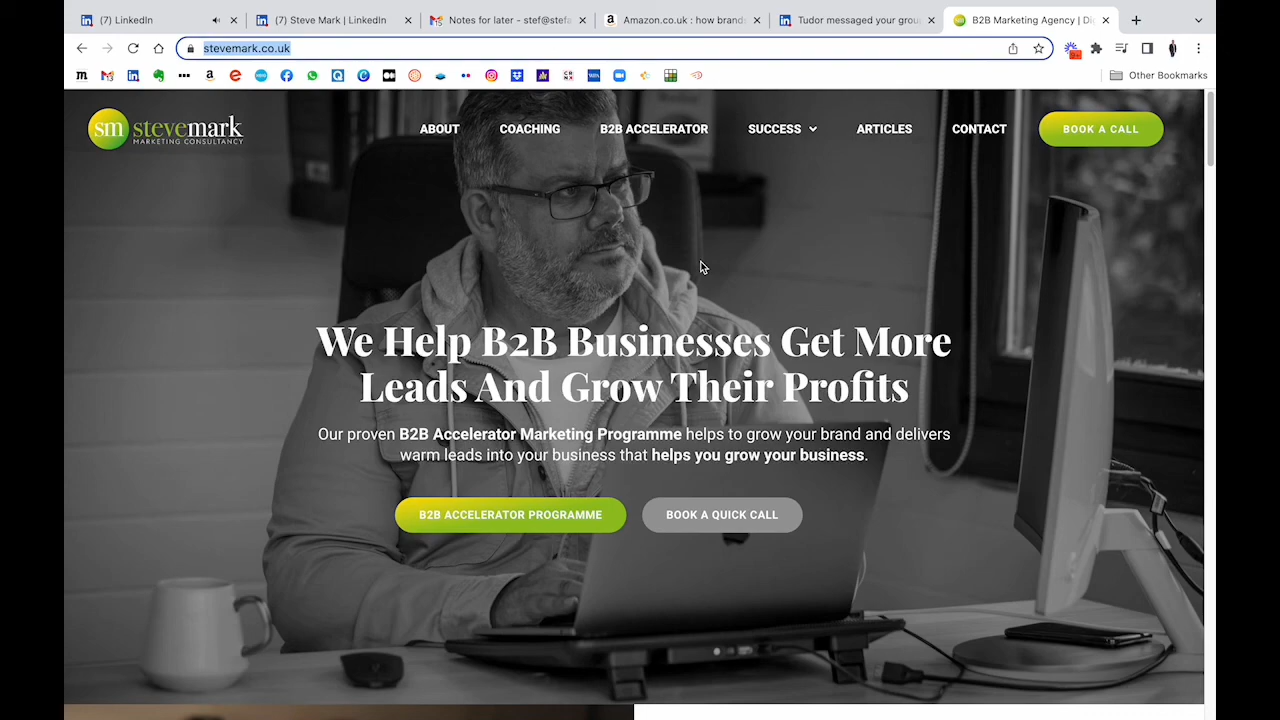 (7) LinkedIn
(7) Steve Mark | LinkedIn
Notes for later - stef@stefa
Amazon.co.uk : how brands
Tudor messaged your grou
B2B Marketing Agency | Di
stevemark.co.uk
Other Bookmarks
sm stevemark
MARKETING CONSULTANCY
ABOUT
COACHING
B2B ACCELERATOR
SUCCESS
ARTICLES
CONTACT
BOOK A CALL
We Help B2B Businesses Get More
Leads And Grow Their Profits
Our proven B2B Accelerator Marketing Programme helps to grow your brand and delivers
warm leads into your business that helps you grow your business.
B2B ACCELERATOR PROGRAMME
BOOK A QUICK CALL